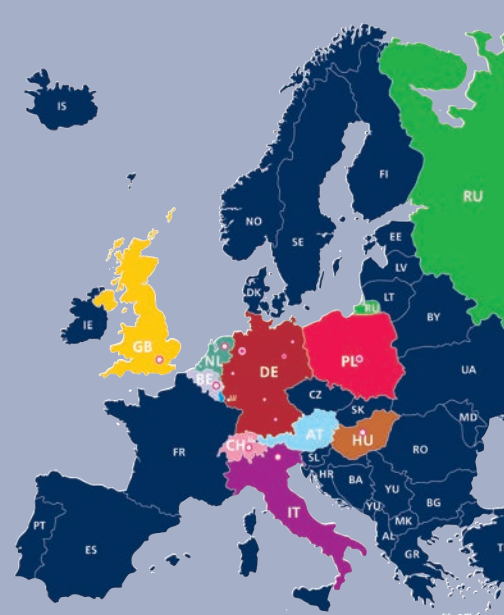 IS
FI
RU
NO
SE
EE
LV
DK
LT
RU
BY
IE
GB
NL
BE
DE
PL
UA
CZ
SK
MD
CH
AT
HU
FR
SL
HR
RO
BA
YU
IT
YU
BG
MK
AL
GR
PT
ES
T